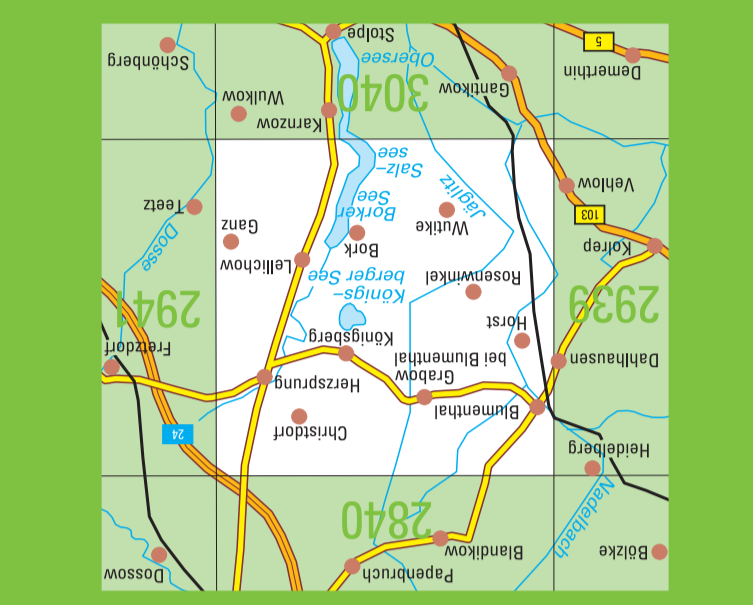 Papenbruch
Dossow
Bölzke
Blandikow
2840
Nadelbach
Heidelberg
Christdorf
24
Blumenthal
Grabow
bei Blumenthal
Herzsprung
Dahlhausen
Fretzdorf
Königsberg
Horst
2939
2941
Königs-
berger See
Rosenwinkel
Lellichow
Kolrep
Bork
Dosse
Ganz
Wutike
Borker
See
103
Teetz
Jäglitz
Vehlow
Salz-
see
Karnzow
Wulkow
3040
Gantikow
Demerthin
Obersee
Schönberg
5
Stolpe